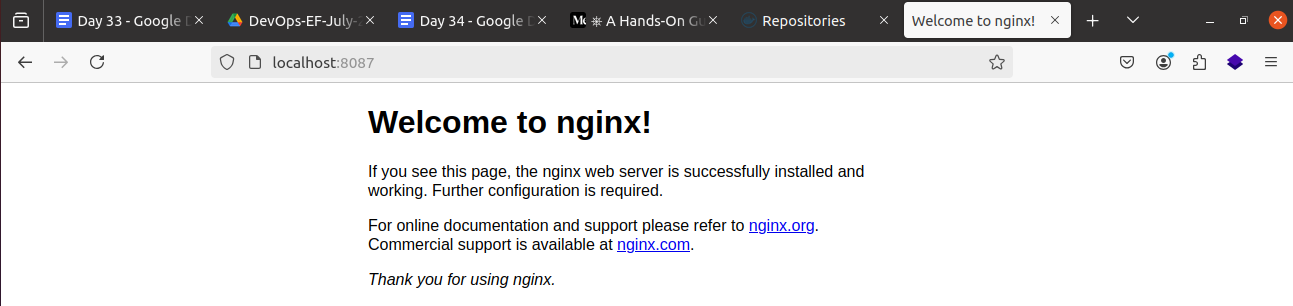 Day 33 - Google D
DevOps-EF-July-2
Day 34 - Google D
A Hands-On Gu
Repositories
Welcome to nginx!
localhost:8087
Welcome to nginx!
If you see this page, the nginx web server is successfully installed and
working. Further configuration is required.
For online documentation and support please refer to nginx.org.
Commercial support is available at nginx.com.
Thank you for using nginx.